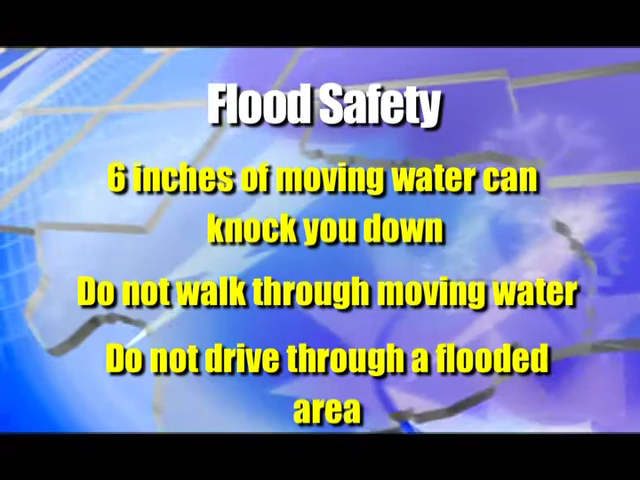 Flood Safety
6 inches of moving water can
knock you down
Do not walk through moving water
Do not drive through a flooded
area